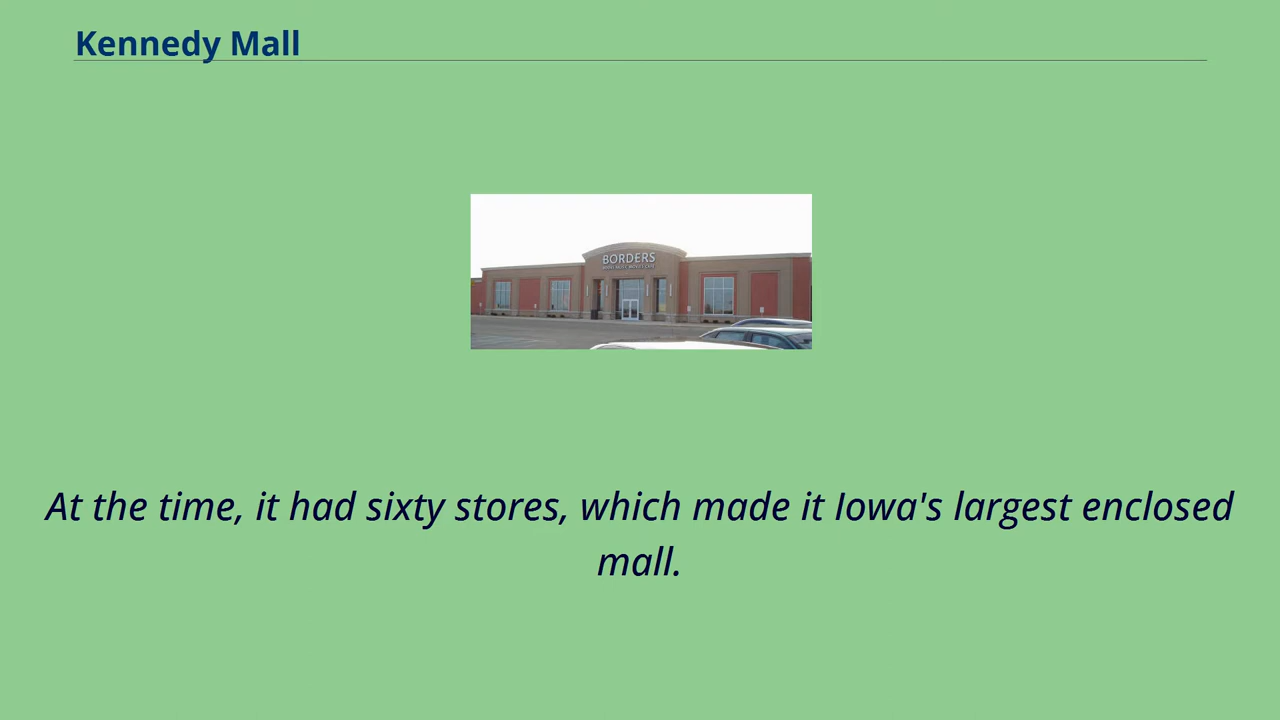 Kennedy Mall
BORDERS
At the time, it had sixty stores, which made it Iowa's largest enclosed
mall.